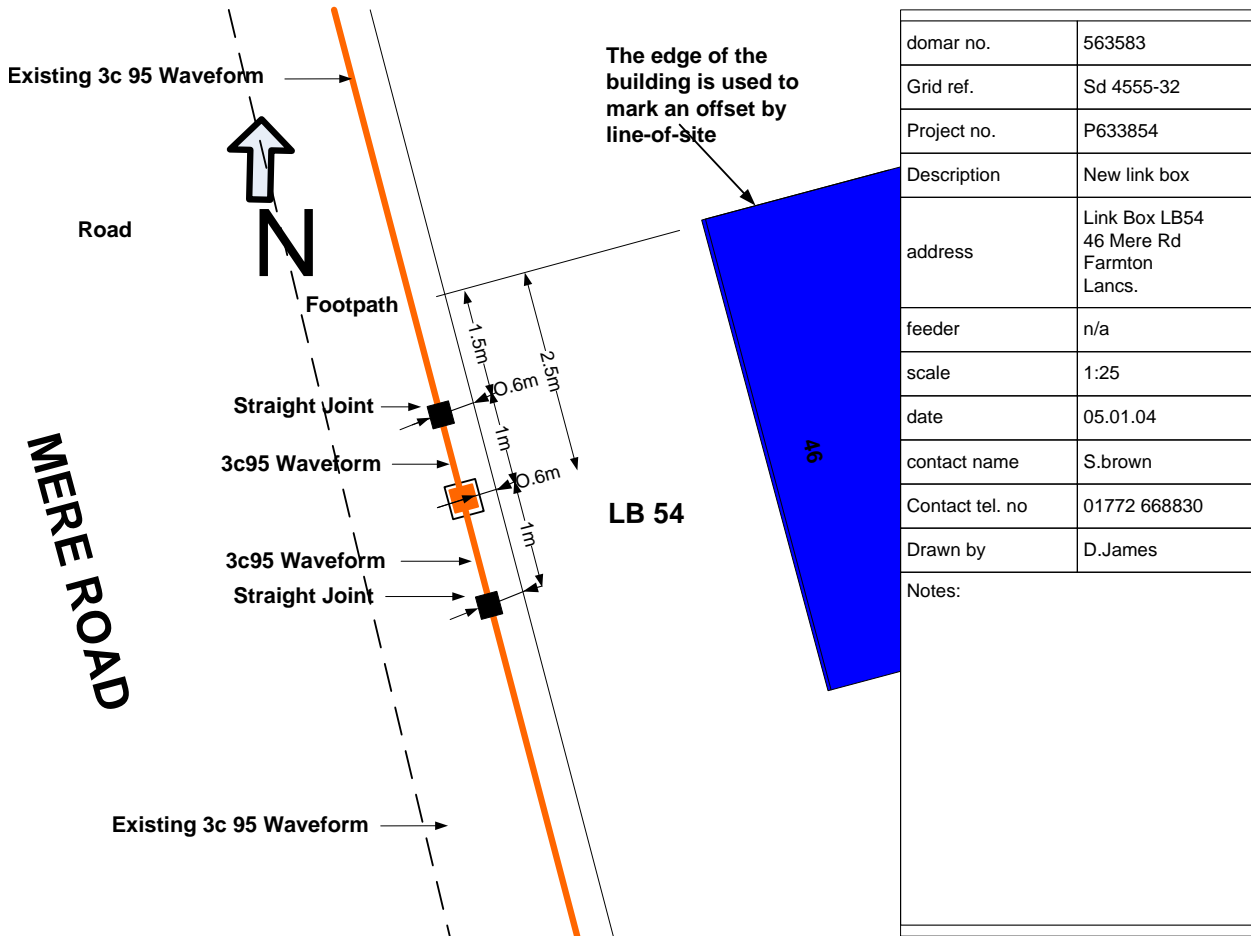 Existing 3c 95 Waveform
The edge of the
building is used to
mark an offset by
line-of-site
Road
N
Footpath
1.5m
2.5m
O.6m
Straight Joint
1m
3c95 Waveform
O.6m
LB 54
46
1m
3c95 Waveform
Straight Joint
MERE ROAD
Existing 3c 95 Waveform
domar no. 563583
Grid ref. Sd 4555-32
Project no. P633854
Description New link box
address Link Box LB54
46 Mere Rd
Farmton
Lancs.
feeder n/a
scale 1:25
date 05.01.04
contact name S.brown
Contact tel. no 01772 668830
Drawn by D.James
Notes: